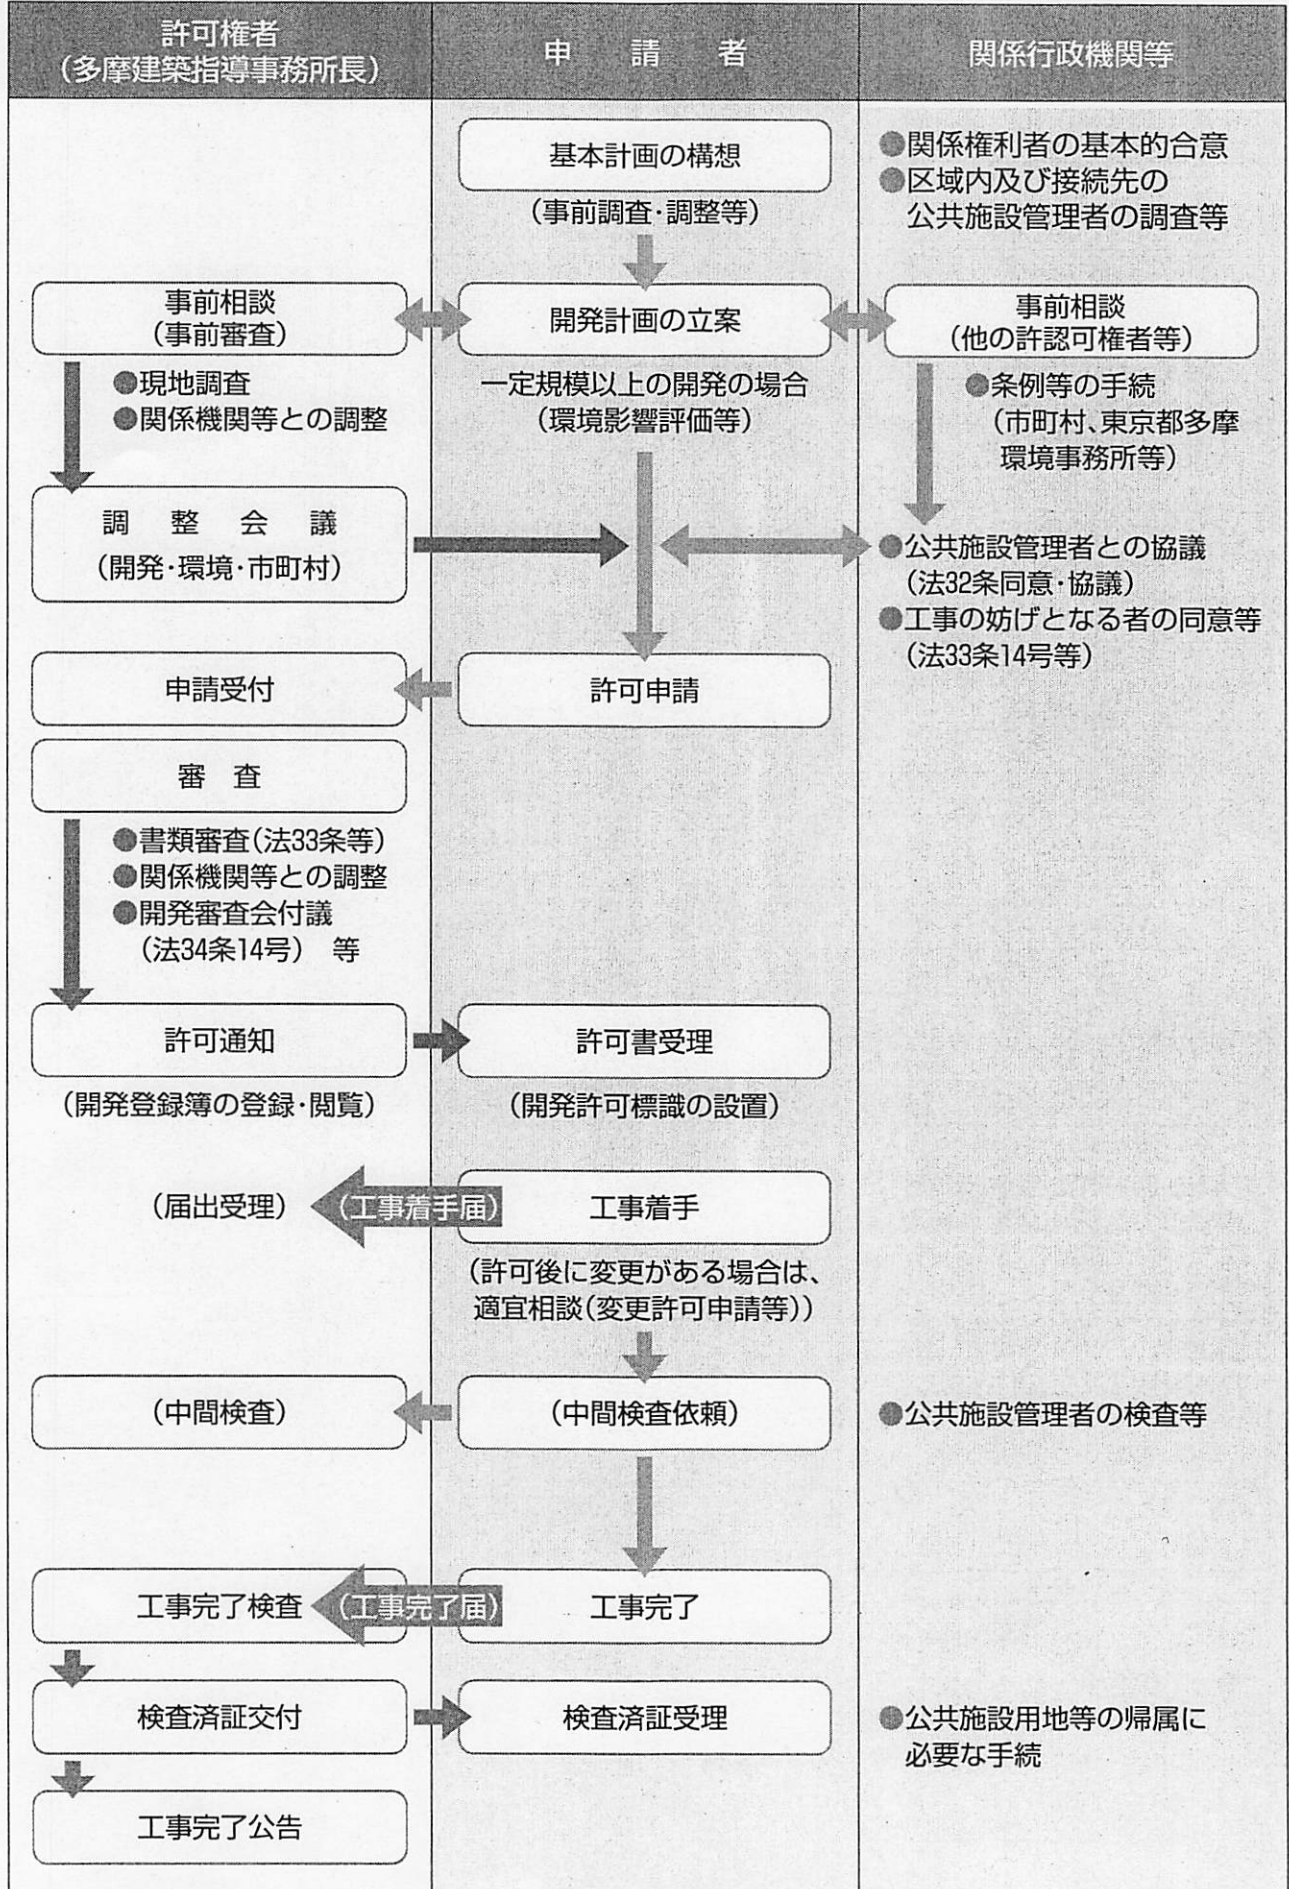 許可権者
(多摩建築指導事務所長)
申請者
関係行政機関等
基本計画の構想
(事前調査・調整等)
●関係権利者の基本的合意
●区域内及び接続先の
公共施設管理者の調査等
事前相談
(事前審査)
開発計画の立案
事前相談
(他の許認可権者等)
●現地調査
●関係機関等との調整
一定規模以上の開発の場合
(環境影響評価等)
●条例等の手続
(市町村、東京都多摩
環境事務所等)
調整会議
(開発・環境・市町村)
●公共施設管理者との協議
(法32条同意・協議)
●工事の妨げとなる者の同意等
(法33条14号等)
申請受付
許可申請
審査
●書類審査(法33条等)
●関係機関等との調整
●開発審査会付議
(法34条14号) 等
許可通知
許可書受理
(開発登録簿の登録・閲覧)
(開発許可標識の設置)
(届出受理)
(工事着手届)
工事着手
(許可後に変更がある場合は、
適宜相談(変更許可申請等))
(中間検査)
(中間検査依頼)
●公共施設管理者の検査等
工事完了検査
(工事完了届)
工事完了
検査済証交付
検査済証受理
●公共施設用地等の帰属に
必要な手続
工事完了公告